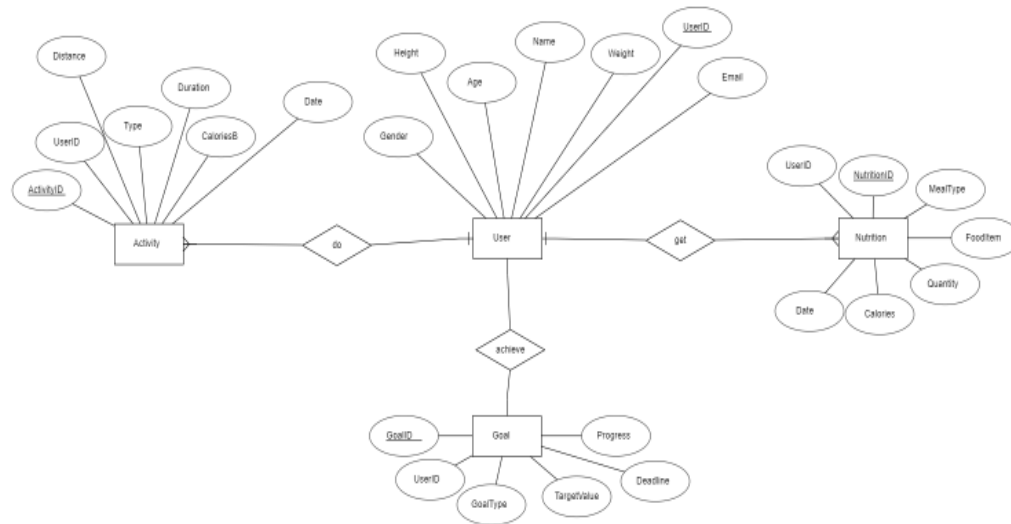 UserID
Name
Height
Weight
Distance
Email
Age
Duration
Date
Type
CaloriesB
UserID
Gender
ActivityID
UserID
NutritionID
MealType
Activity
do
User
get
Nutrition
FoodItem
Quantity
Date
Calories
achieve
GoalID
Goal
Progress
UserID
Deadline
GoalType
TargetValue